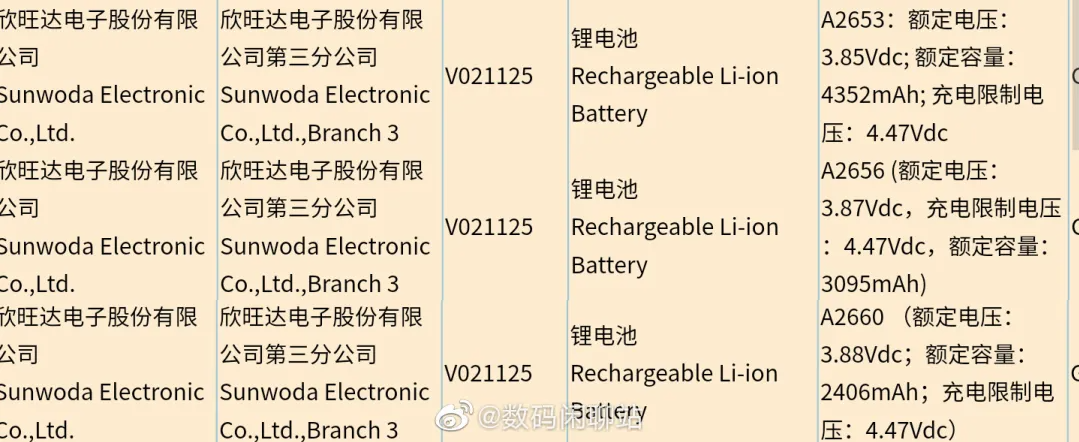 欣旺达电子股份有限
公司
Sunwoda Electronic
Co.,Ltd.
欣旺达电子股份有限
公司第三分公司
Sunwoda Electronic
Co.,Ltd.,Branch 3
V021125
锂电池
Rechargeable Li-ion
Battery
A2653：额定电压：
3.85Vdc; 额定容量：
4352mAh; 充电限制电
压：4.47Vdc
欣旺达电子股份有限
公司
Sunwoda Electronic
Co.,Ltd.
欣旺达电子股份有限
公司第三分公司
Sunwoda Electronic
Co.,Ltd.,Branch 3
V021125
锂电池
Rechargeable Li-ion
Battery
A2656 (额定电压：
3.87Vdc，充电限制电压
：4.47Vdc，额定容量：
3095mAh)
欣旺达电子股份有限
公司
Sunwoda Electronic
Co.,Ltd.
欣旺达电子股份有限
公司第三分公司
Sunwoda Electronic
Co.,Ltd.,Branch 3
V021125
锂电池
Rechargeable Li-ion
Battery
A2660 （额定电压：
3.88Vdc；额定容量：
2406mAh；充电限制电
压：4.47Vdc）
@数码闲聊站